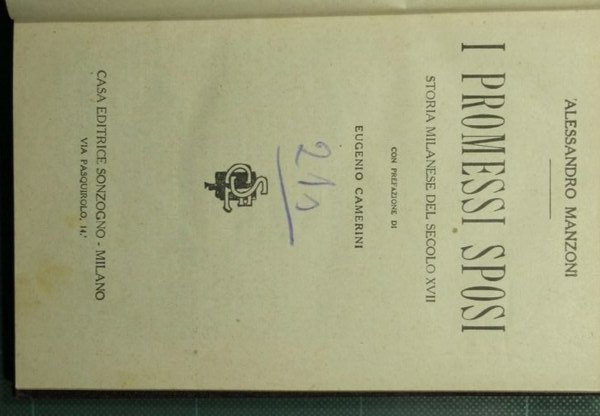 ALESSANDRO MANZONI
I PROMESSI SPOSI
STORIA MILANESE DEL SECOLO XVII
CON PREFAZIONE DI
EUGENIO CAMERINI
CASA EDITRICE SONZOGNO - MILANO
VIA PASQUIROLO, 14